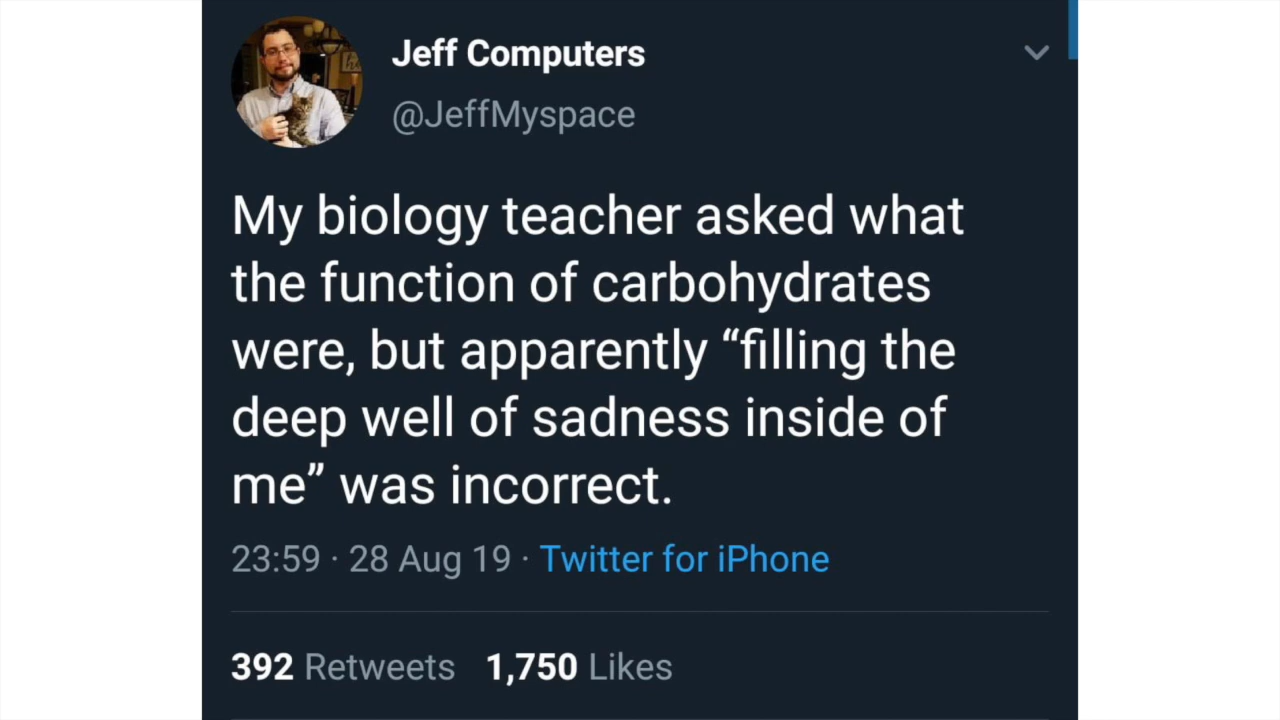 Jeff Computers
@JeffMyspace
My biology teacher asked what
the function of carbohydrates
were, but apparently “filling the
deep well of sadness inside of
me” was incorrect.
23:59 · 28 Aug 19 · Twitter for iPhone
392 Retweets 1,750 Likes